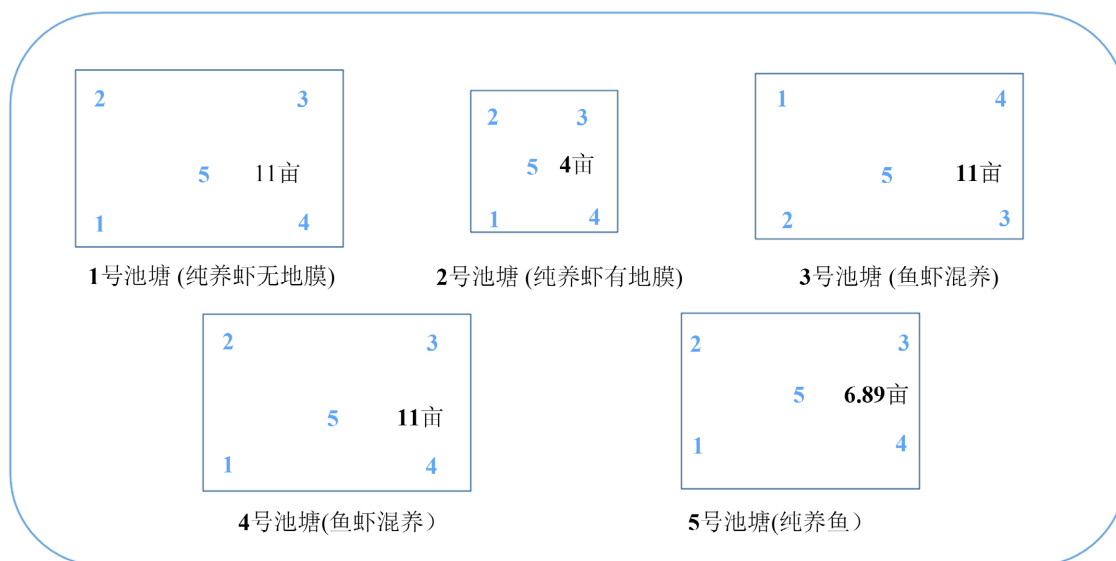 2 3
5 11亩
1 4
1号池塘 (纯养虾无地膜)
2 3
5 4亩
1 4
2号池塘 (纯养虾有地膜)
1 4
5 11亩
2 3
3号池塘 (鱼虾混养)
2 3
5 11亩
1 4
4号池塘(鱼虾混养）
2 3
5 6.89亩
1 4
5号池塘(纯养鱼）